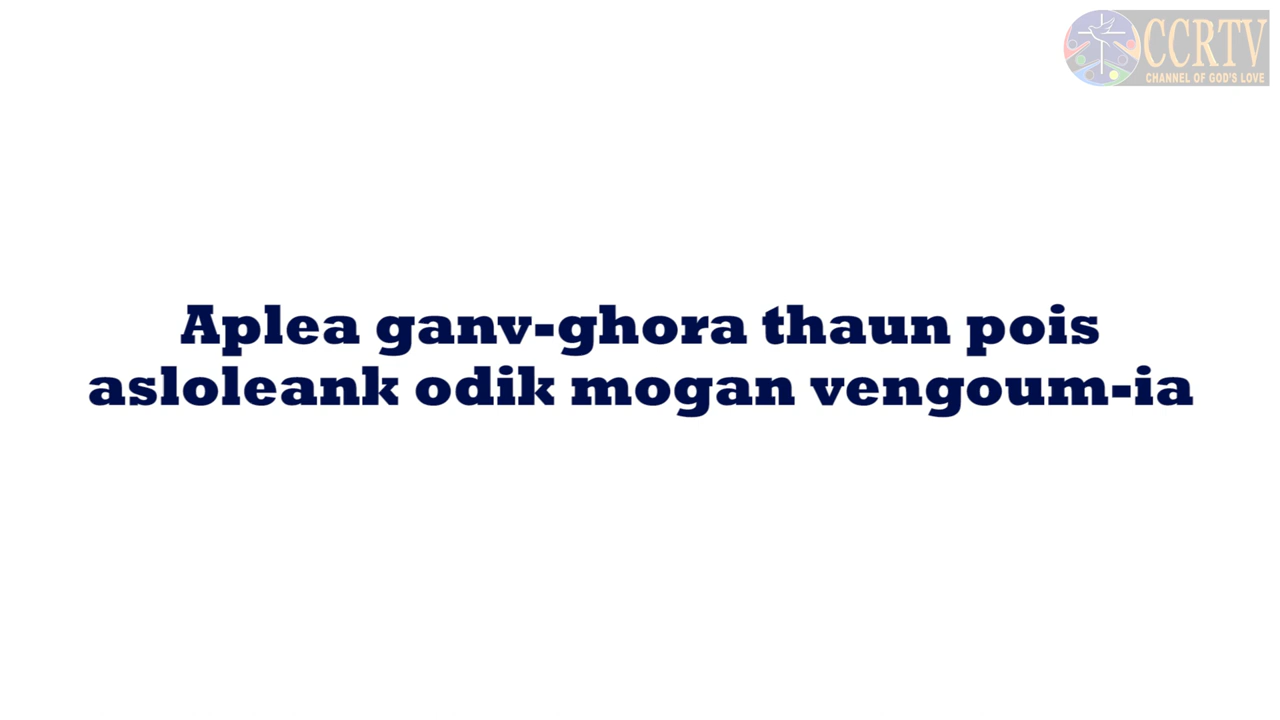 CCRTV
CHANNEL OF GOD'S LOVE
Aplea ganv-ghora thaun pois
asloleank odik mogan vengoum-ia